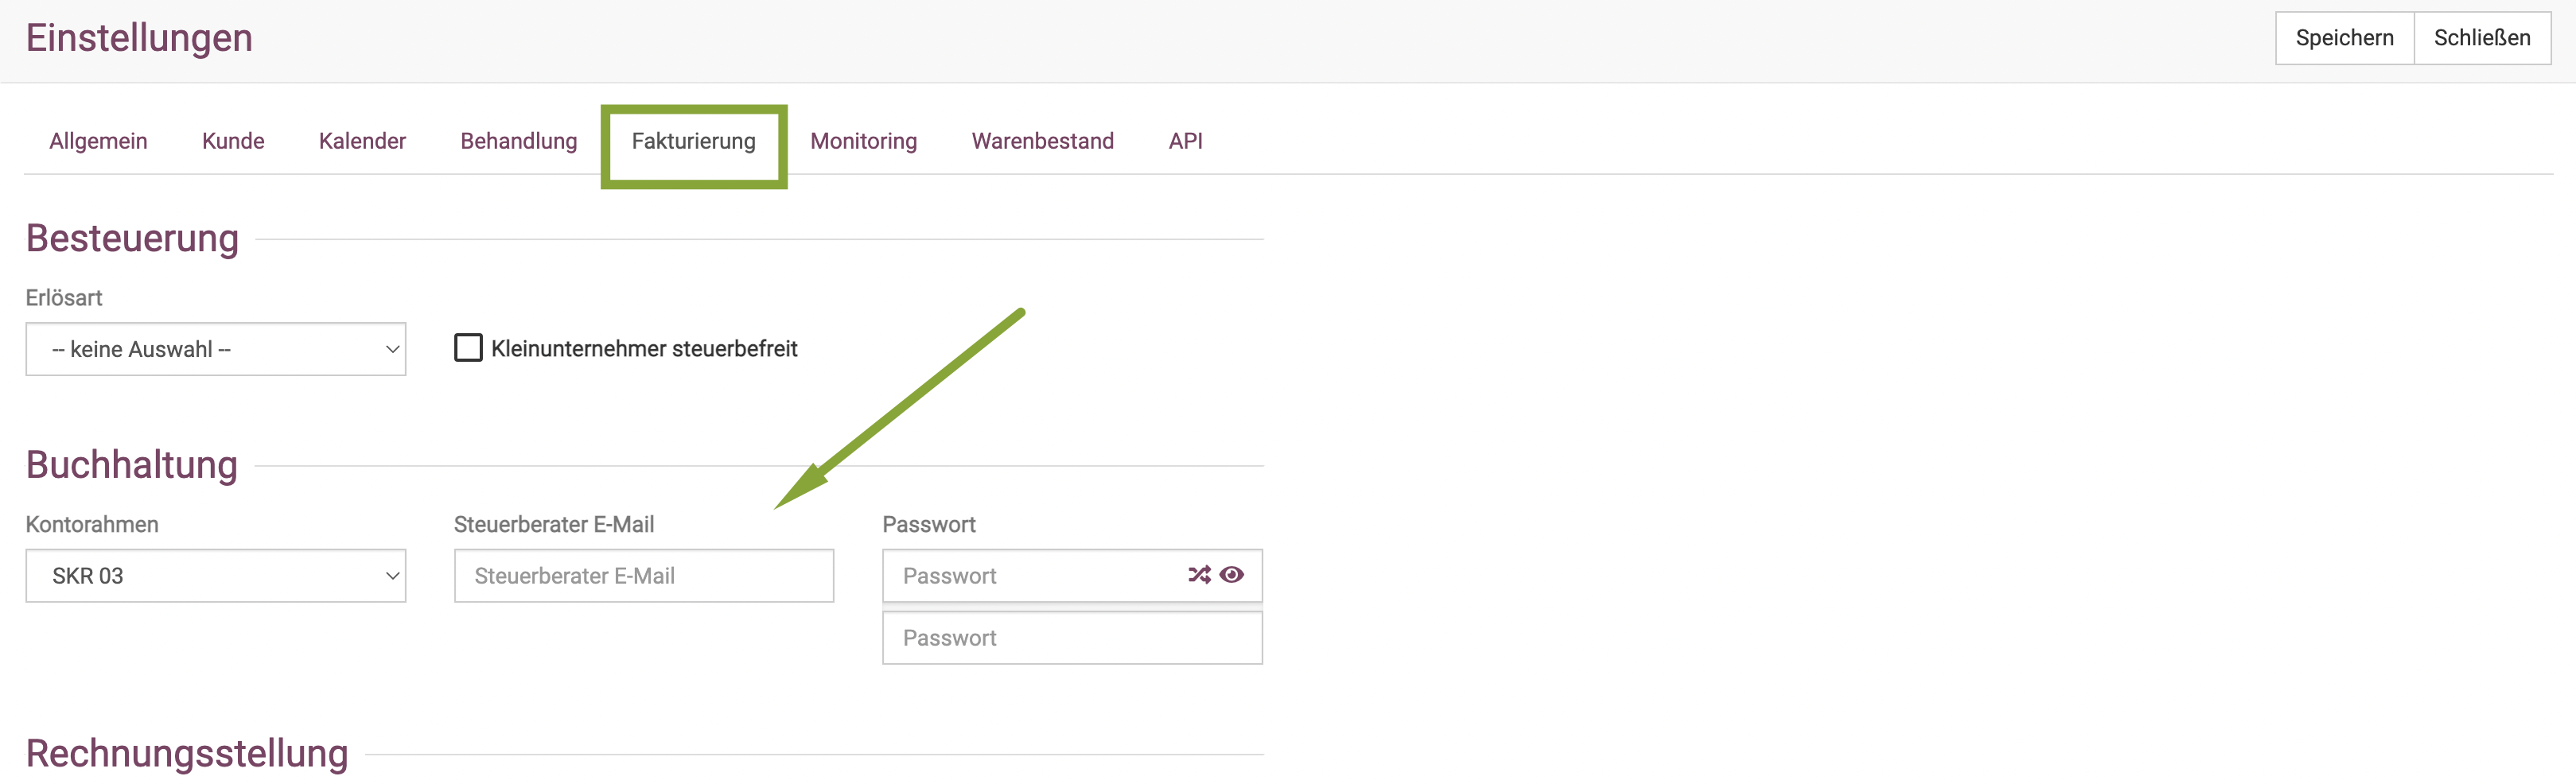 Einstellungen
Speichern
Schließen
Allgemein
Kunde
Kalender
Behandlung
Fakturierung
Monitoring
Warenbestand
API
Besteuerung
Erlösart
-- keine Auswahl --
Kleinunternehmer steuerbefreit
Buchhaltung
Kontorahmen
Steuerberater E-Mail
Passwort
SKR 03
Steuerberater E-Mail
Passwort
Passwort
Rechnungsstellung